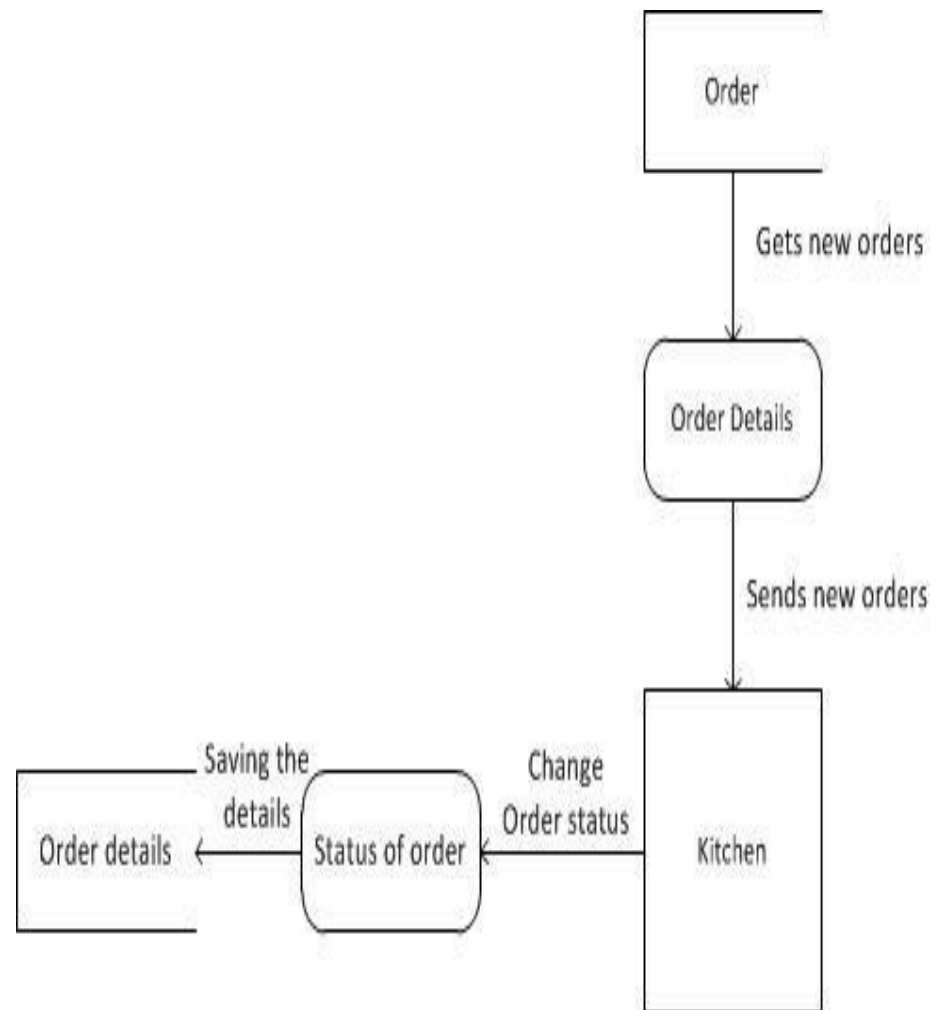 Order
Gets new orders
Order Details
Sends new orders
Saving the
details
Change
Order status
Order details
Status of order
Kitchen